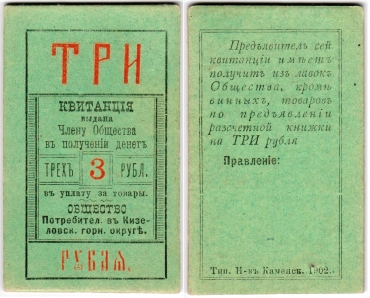 ТРИ
КВИТАНЦІЯ
выдана
Члену Общества
въ полученіи денегъ
ТРЕХЪ 3 РУБЛ.
въ уплату за товары.
ОБЩЕСТВО
Потребител. въ Кизе-
ловск. горн. округѣ.
РУБЛЯ.
Предъявитель сей
квитанціи имѣетъ
получить изъ лавокъ
Общества, кромѣ
винныхъ, товаровъ
по предъявленіи
разсчетной книжки
на ТРИ рубля
Правленіе:
Тип. Н-въ Каменск. 1902.